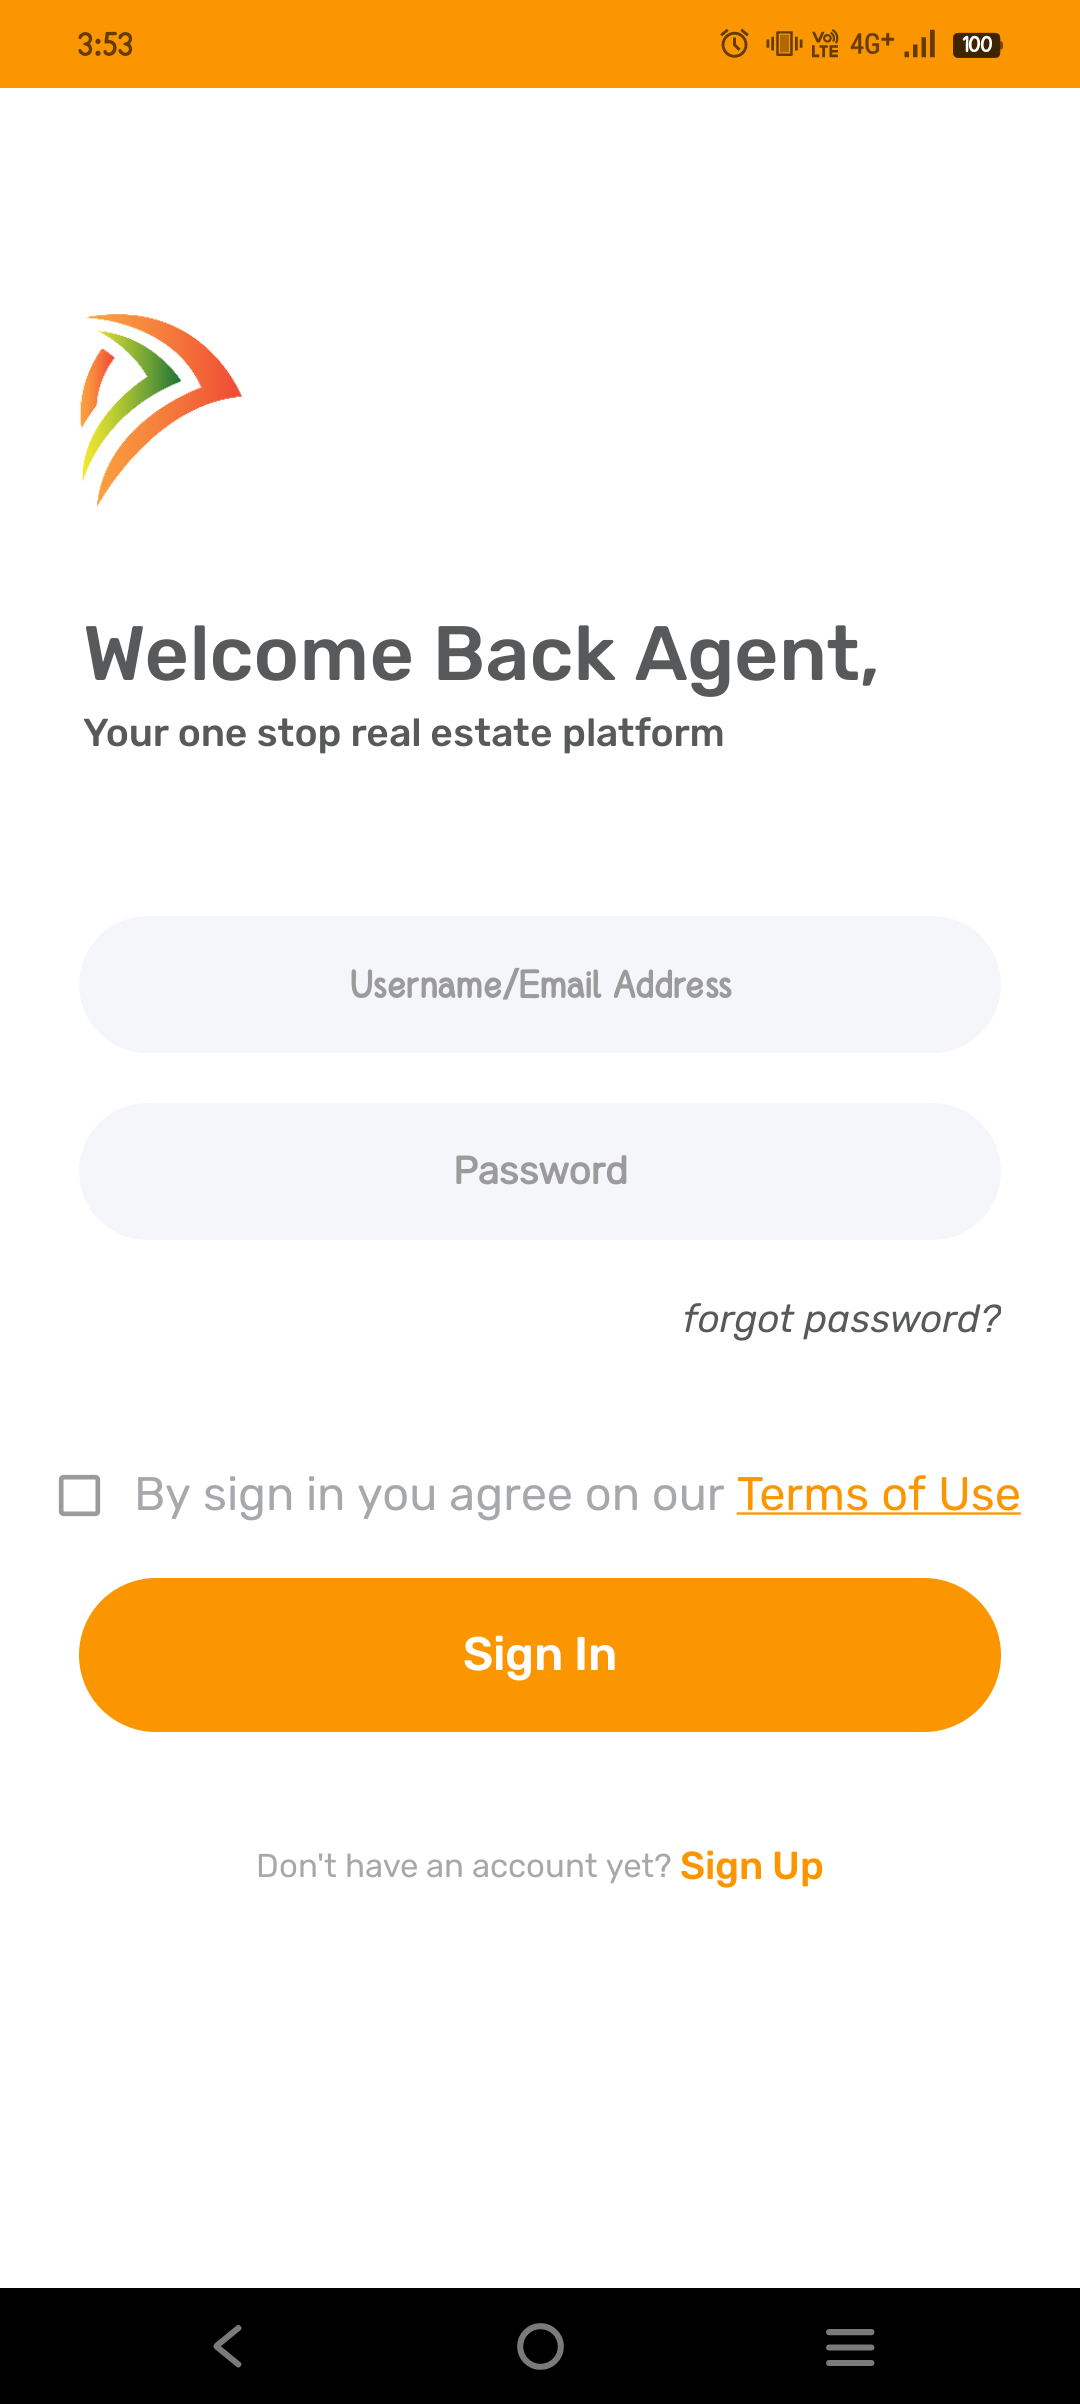 3:53 Vo) LTE 4G+ 100
Welcome Back Agent,
Your one stop real estate platform
Username/Email Address
Password
forgot password?
By sign in you agree on our Terms of Use
Sign In
Don't have an account yet? Sign Up